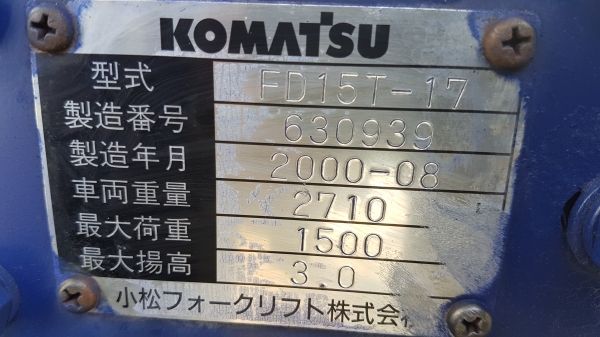 KOMATSU
型式 FD15T-17
製造番号 630939
製造年月 2000-08
車両重量 2710
最大荷重 1500
最大揚高 3.0
小松フォークリフト株式会